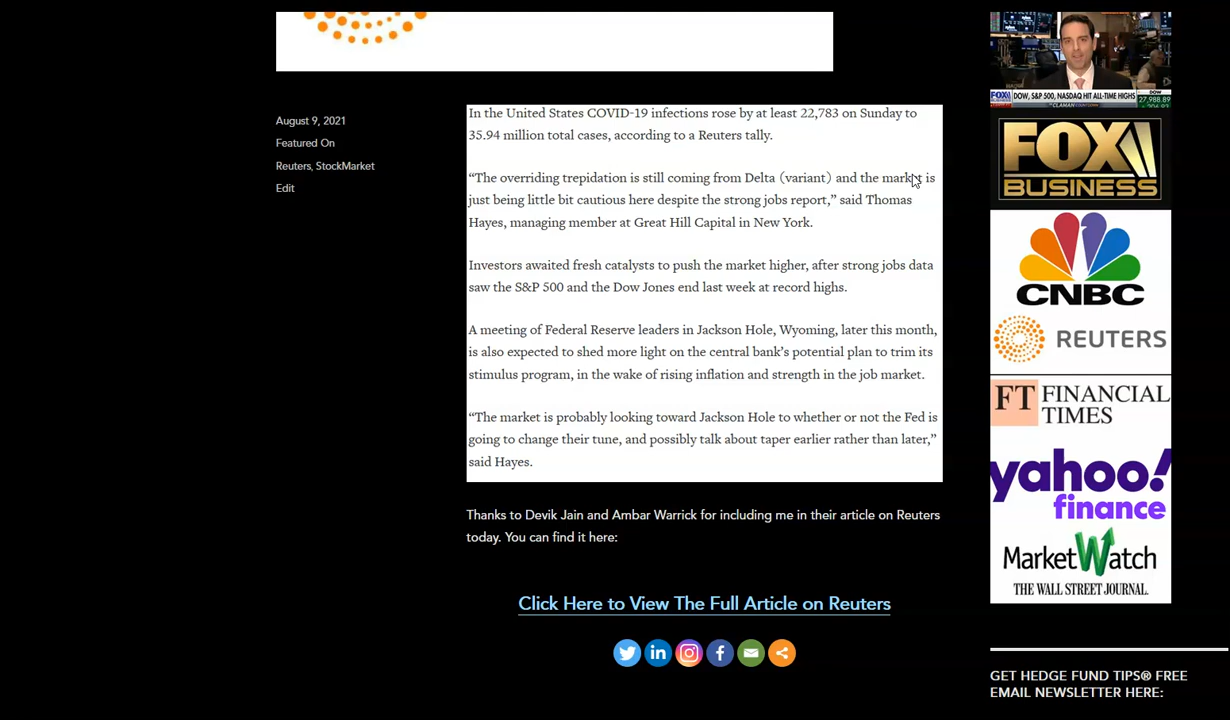 August 9, 2021
Featured On
Reuters, StockMarket
Edit
In the United States COVID-19 infections rose by at least 22,783 on Sunday to
35.94 million total cases, according to a Reuters tally.
“The overriding trepidation is still coming from Delta (variant) and the market is
just being little bit cautious here despite the strong jobs report,” said Thomas
Hayes, managing member at Great Hill Capital in New York.
Investors awaited fresh catalysts to push the market higher, after strong jobs data
saw the S&P 500 and the Dow Jones end last week at record highs.
A meeting of Federal Reserve leaders in Jackson Hole, Wyoming, later this month,
is also expected to shed more light on the central bank’s potential plan to trim its
stimulus program, in the wake of rising inflation and strength in the job market.
“The market is probably looking toward Jackson Hole to whether or not the Fed is
going to change their tune, and possibly talk about taper earlier rather than later,”
said Hayes.
Thanks to Devik Jain and Ambar Warrick for including me in their article on Reuters
today. You can find it here:
Click Here to View The Full Article on Reuters
DOW, S&P 500, NASDAQ HIT ALL-TIME HIGHS
DOW
27,988.89
FOX
BUSINESS
CNBC
REUTERS
FT FINANCIAL
TIMES
yahoo!
finance
MarketWatch
THE WALL STREET JOURNAL.
GET HEDGE FUND TIPS® FREE
EMAIL NEWSLETTER HERE: